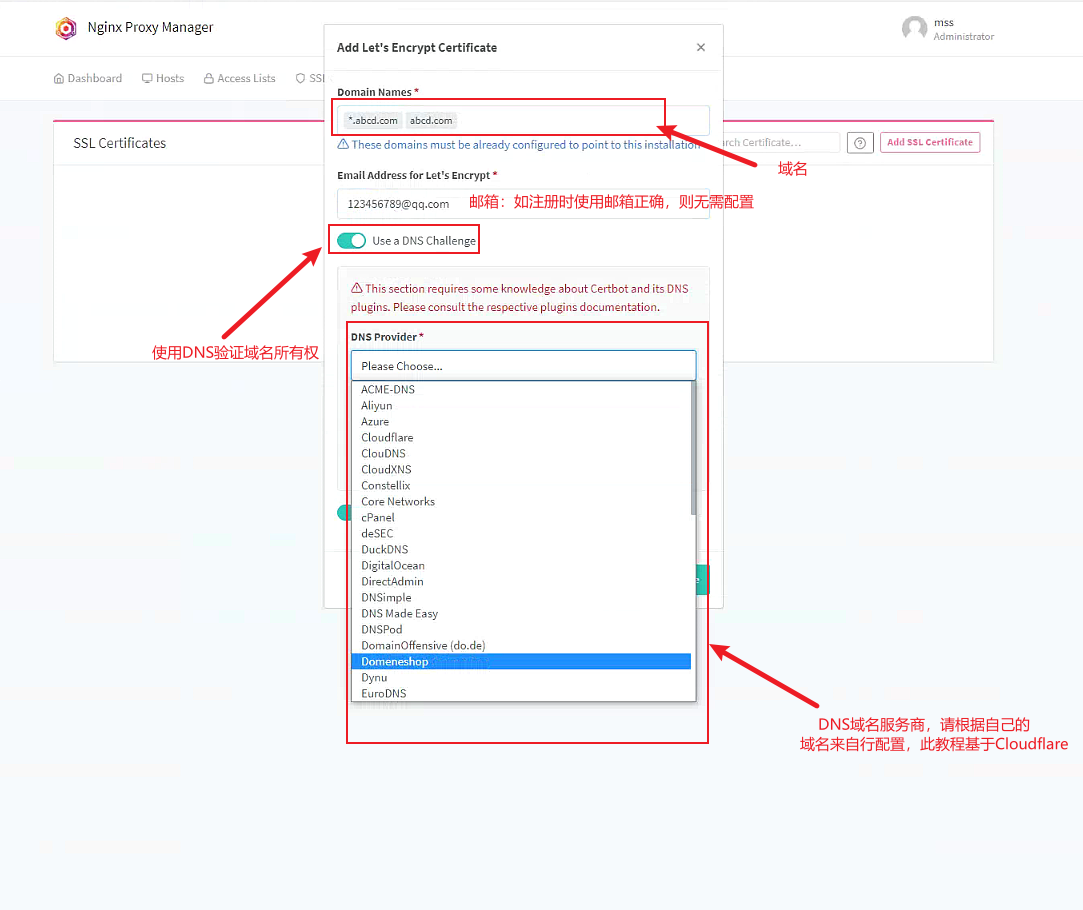 Nginx Proxy Manager
mss
Administrator
Dashboard
Hosts
Access Lists
SSL Certificates
Add SSL Certificate
Add Let's Encrypt Certificate
Domain Names *
*.abcd.com
abcd.com
These domains must be already configured to point to this installation
域名
Email Address for Let's Encrypt *
123456789@qq.com
邮箱：如注册时使用邮箱正确，则无需配置
Use a DNS Challenge
使用DNS验证域名所有权
This section requires some knowledge about Certbot and its DNS
plugins. Please consult the respective plugins documentation.
DNS Provider *
Please Choose...
ACME-DNS
Aliyun
Azure
Cloudflare
ClouDNS
CloudXNS
Constellix
Core Networks
cPanel
deSEC
DuckDNS
DigitalOcean
DirectAdmin
DNSimple
DNS Made Easy
DNSPod
DomainOffensive (do.de)
Domeneshop
Dynu
EuroDNS
DNS域名服务商，请根据自己的
域名来自行配置，此教程基于Cloudflare